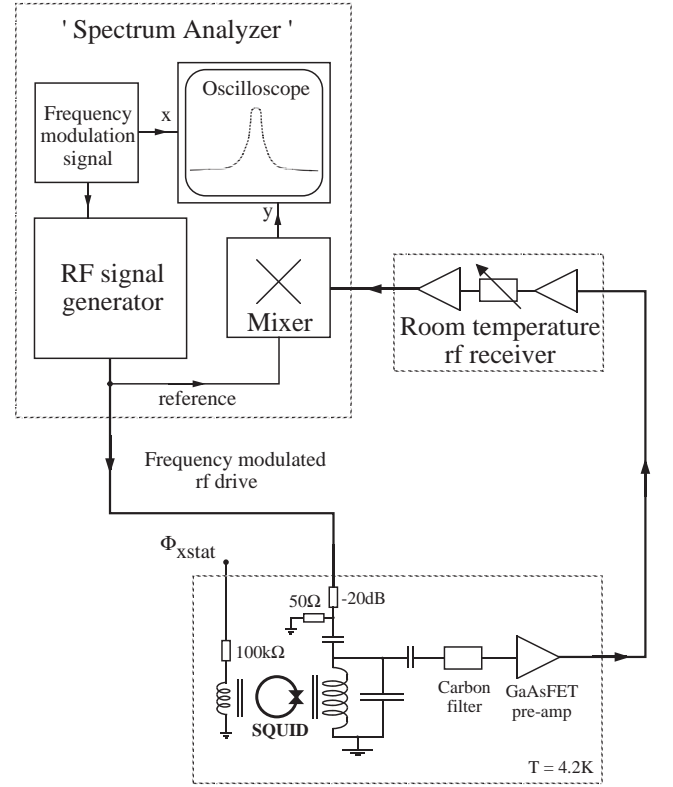 ' Spectrum Analyzer '
Frequency
modulation
signal
x
Oscilloscope
y
RF signal
generator
Mixer
reference
Room temperature
rf receiver
Frequency modulated
rf drive
Φxstat
50Ω
-20dB
100kΩ
SQUID
Carbon
filter
GaAsFET
pre-amp
T = 4.2K